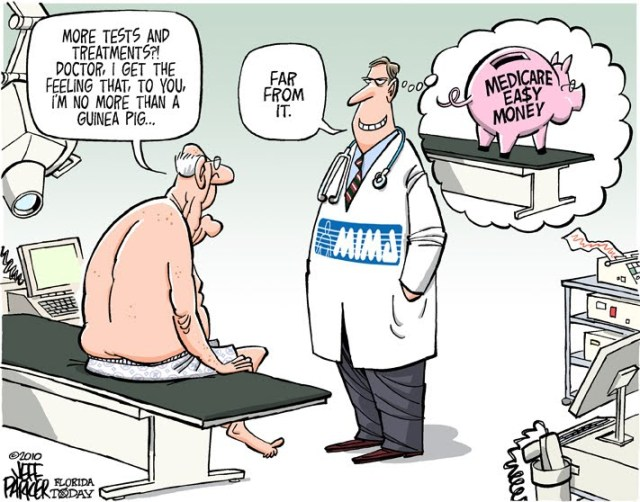 MORE TESTS AND
TREATMENTS?!
DOCTOR, I GET THE
FEELING THAT, TO YOU,
I'M NO MORE THAN A
GUINEA PIG...
FAR
FROM
IT.
MEDICARE
EA$Y
MONEY
MIMA
©2010
JEFF
PARKER
FLORIDA
TODAY